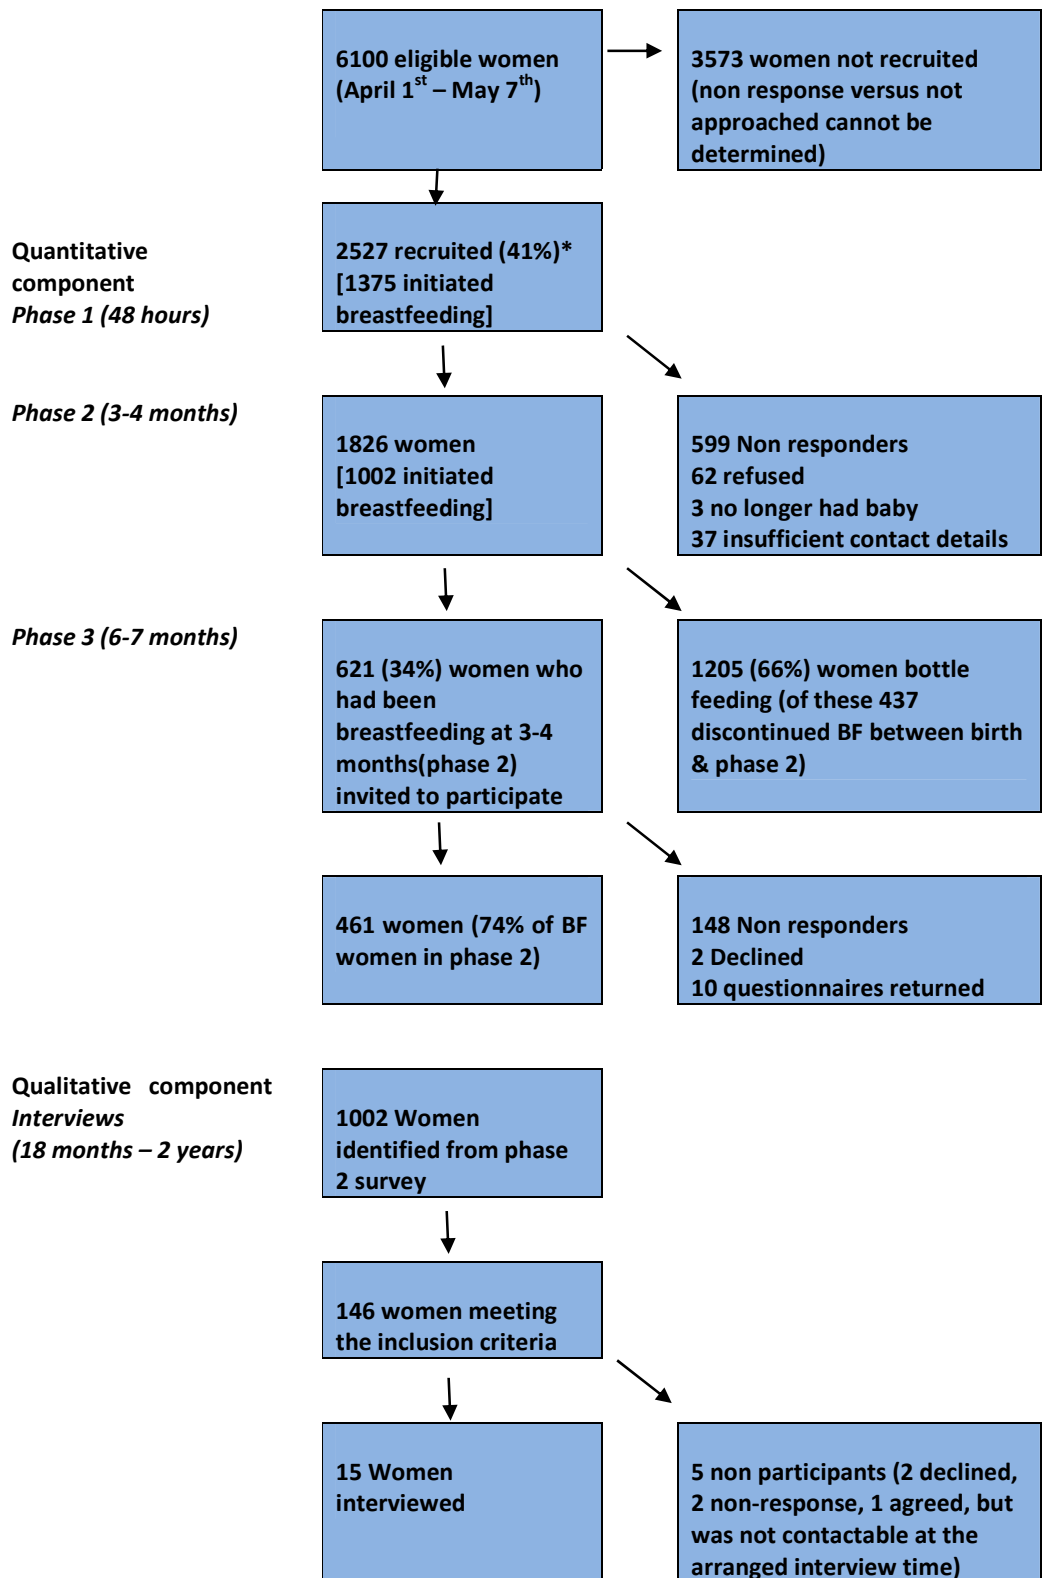 6100 eligible women
(April 1st – May 7th)
3573 women not recruited
(non response versus not
approached cannot be
determined)
Quantitative
component
Phase 1 (48 hours)
2527 recruited (41%)*
[1375 initiated
breastfeeding]
Phase 2 (3-4 months)
1826 women
[1002 initiated
breastfeeding]
599 Non responders
62 refused
3 no longer had baby
37 insufficient contact details
Phase 3 (6-7 months)
621 (34%) women who
had been
breastfeeding at 3-4
months(phase 2)
invited to participate
1205 (66%) women bottle
feeding (of these 437
discontinued BF between birth
& phase 2)
461 women (74% of BF
women in phase 2)
148 Non responders
2 Declined
10 questionnaires returned
Qualitative component
Interviews
(18 months – 2 years)
1002 Women
identified from phase
2 survey
146 women meeting
the inclusion criteria
15 Women
interviewed
5 non participants (2 declined,
2 non-response, 1 agreed, but
was not contactable at the
arranged interview time)